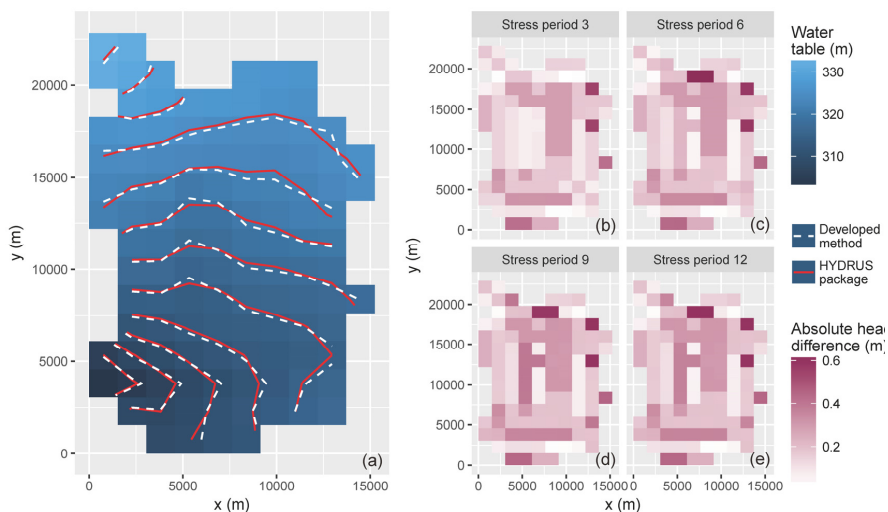 20000
15000
10000
5000
0
y (m)
0
5000
10000
15000
x (m)
(a)
Stress period 3
Stress period 6
20000
15000
10000
5000
0
(b)
(c)
y (m)
Stress period 9
Stress period 12
20000
15000
10000
5000
0
(d)
(e)
0
5000
10000
15000
0
5000
10000
15000
x (m)
Water
table (m)
330
320
310
Developed
method
HYDRUS
package
Absolute head
difference (m)
0.6
0.4
0.2